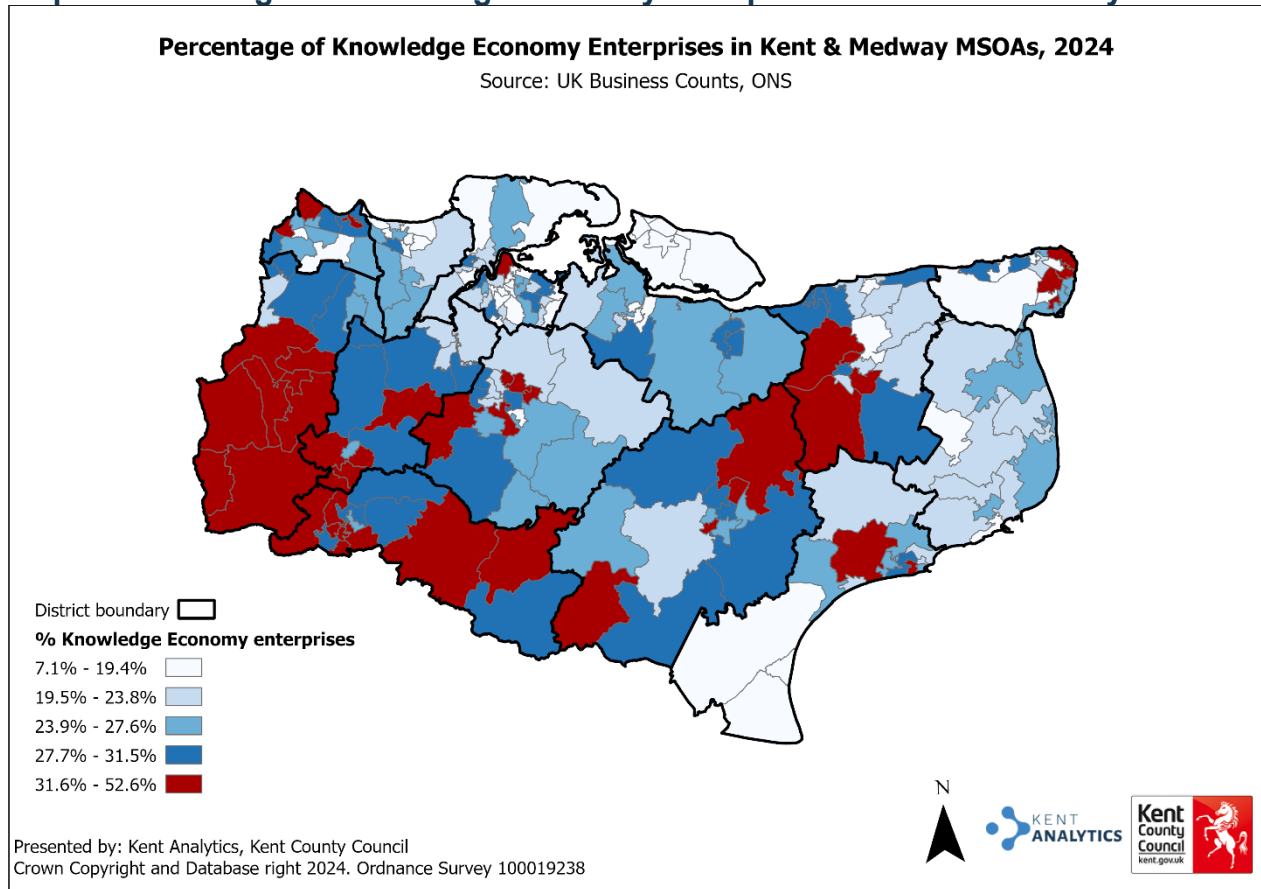 Percentage of Knowledge Economy Enterprises in Kent & Medway MSOAs, 2024
Source: UK Business Counts, ONS
District boundary
% Knowledge Economy enterprises
7.1% - 19.4%
19.5% - 23.8%
23.9% - 27.6%
27.7% - 31.5%
31.6% - 52.6%
N
KENT
ANALYTICS
Kent
County
Council
kent.gov.uk
Presented by: Kent Analytics, Kent County Council
Crown Copyright and Database right 2024. Ordnance Survey 100019238